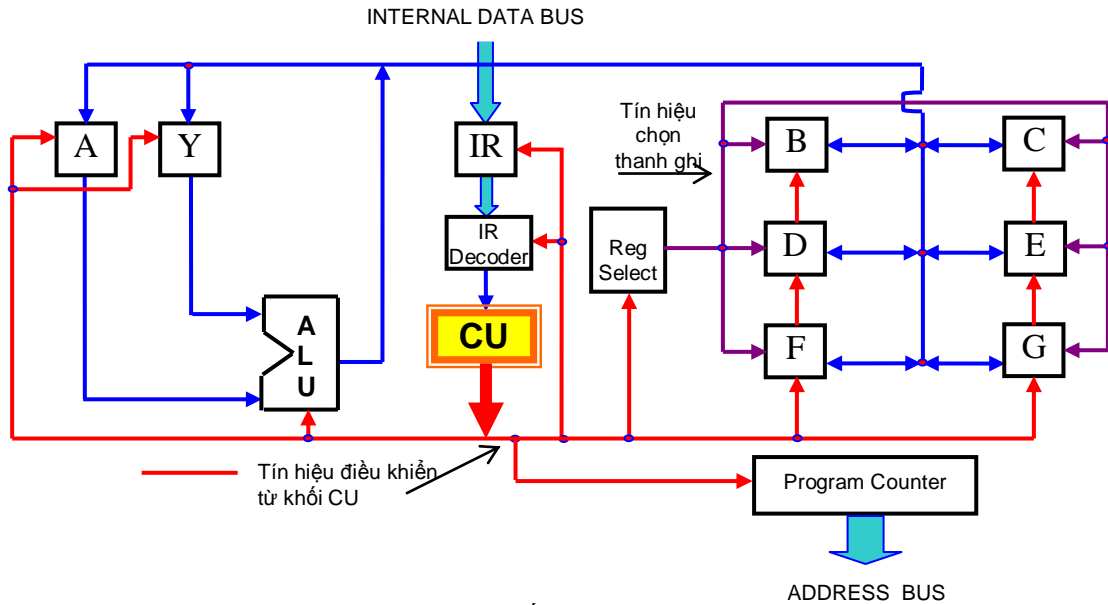 INTERNAL DATA BUS
Tín hiệu
chọn
thanh ghi
A
Y
IR
B
C
IR
Decoder
Reg
Select
D
E
CU
A
L
U
F
G
Tín hiệu điều khiển
từ khối CU
Program Counter
ADDRESS BUS